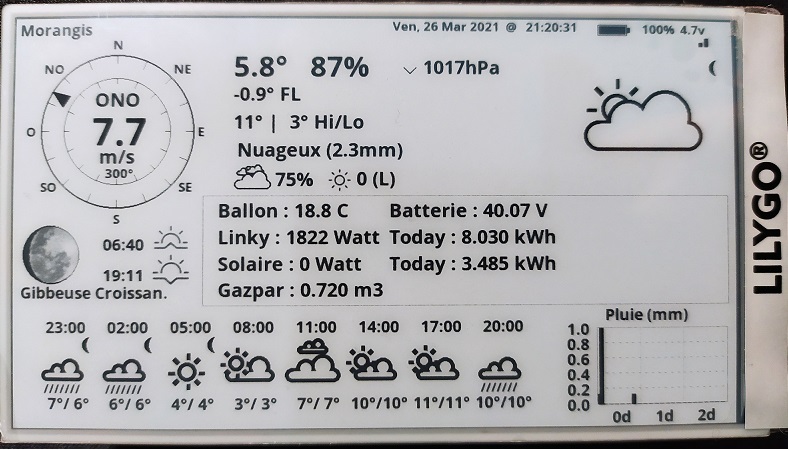 Morangis
Ven, 26 Mar 2021 @ 21:20:31
100% 4.7v
N
NO
NE
ONO
7.7
m/s
300°
O
E
SO
SE
S
5.8° 87% 1017hPa
-0.9° FL
11° | 3° Hi/Lo
Nuageux (2.3mm)
75% 0 (L)
Ballon : 18.8 C Batterie : 40.07 V
Linky : 1822 Watt Today : 8.030 kWh
Solaire : 0 Watt Today : 3.485 kWh
Gazpar : 0.720 m3
06:40
19:11
Gibbeuse Croissan.
23:00 02:00 05:00 08:00 11:00 14:00 17:00 20:00
7°/ 6° 6°/ 6° 4°/ 4° 3°/ 3° 7°/ 7° 10°/10° 11°/11° 10°/10°
Pluie (mm)
1.0
0.8
0.6
0.4
0.2
0.0
0d 1d 2d
LILYGO®